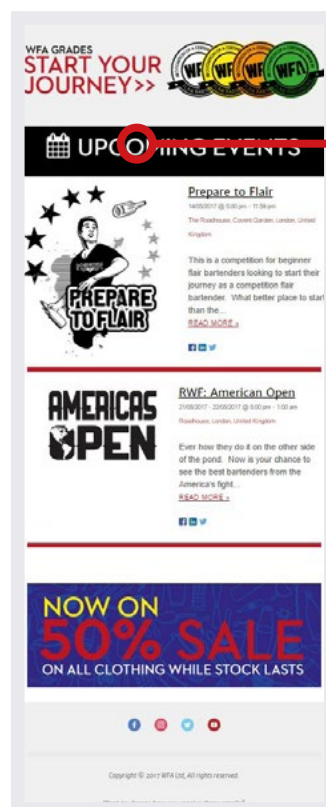 WFA GRADES
START YOUR
JOURNEY>>
WFA WFA WFA WFA
UPCOMING EVENTS
Prepare to Flair
14/05/2017 @ 5:00 pm - 11:59 pm
The Roadhouse, Covent Garden, London, United
Kingdom
PREPARE
TO FLAIR
This is a competition for beginner
flair bartenders looking to start their
journey as a competition flair
bartender. What better place to start
than the...
READ MORE »
AMERICAS
OPEN
RWF: American Open
21/05/2017 - 22/05/2017 @ 5:00 pm - 1:00 am
Roadhouse, London, United Kingdom
Ever how they do it on the other side
of the pond. Now is your chance to
see the best bartenders from the
America's fight...
READ MORE »
NOW ON
50% SALE
ON ALL CLOTHING WHILE STOCK LASTS
Copyright © 2017 WFA Ltd, All rights reserved.